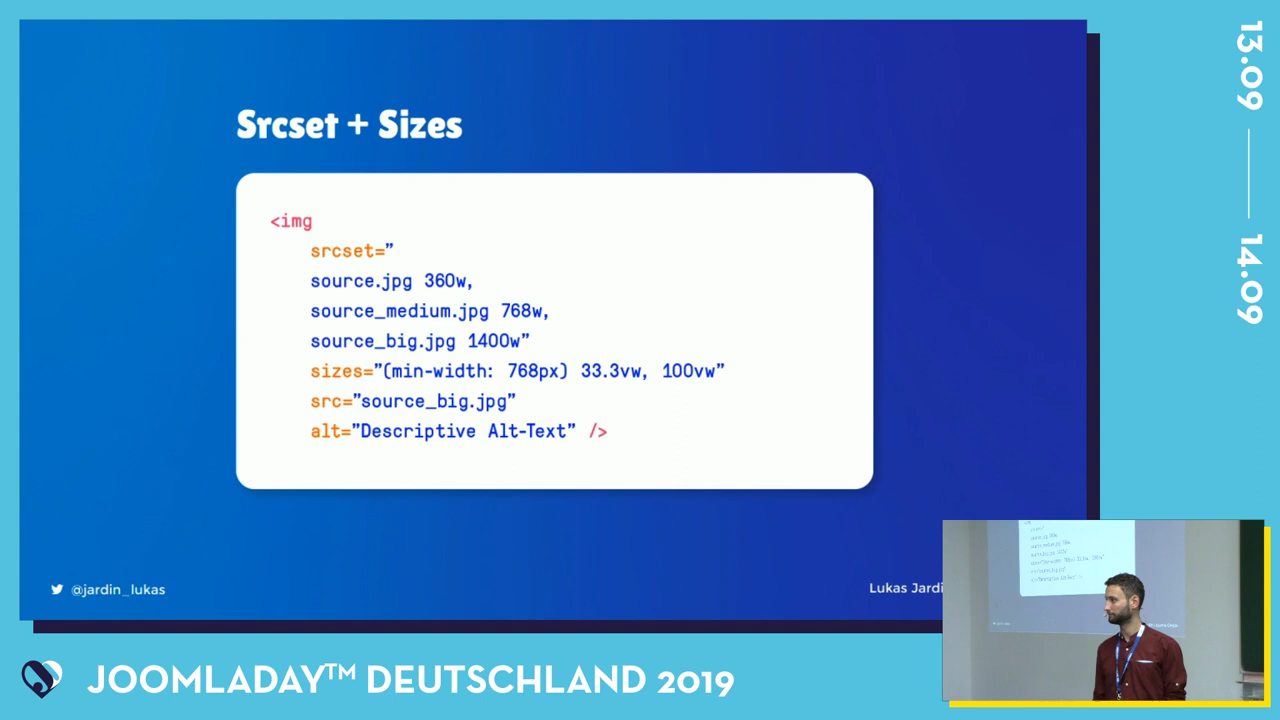 Srcset + Sizes
<img
srcset="
source.jpg 360w,
source_medium.jpg 768w,
source_big.jpg 1400w”
sizes=”(min-width: 768px) 33.3vw, 100vw”
src=”source_big.jpg”
alt=”Descriptive Alt-Text” />
@jardin_lukas
Lukas Jardi
JOOMLADAY™ DEUTSCHLAND 2019
13.09
14.09